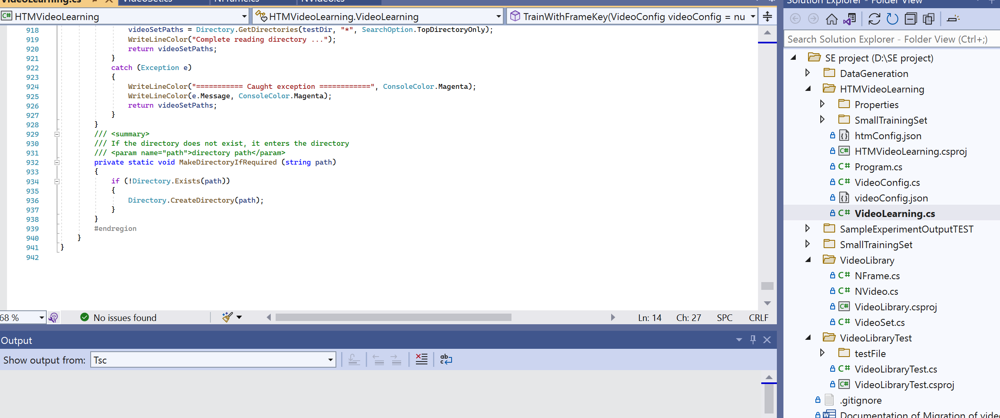 VideoLearning.cs VideoSet.cs NFrame.cs NVideo.cs
HTMVideoLearning HTMVideoLearning.VideoLearning TrainWithFrameKey(VideoConfig videoConfig = nu
918 videoSetPaths = Directory.GetDirectories(testDir, "*", SearchOption.TopDirectoryOnly);
919 WriteLineColor("Complete reading directory ...");
920 return videoSetPaths;
921 }
922 catch (Exception e)
923 {
924 WriteLineColor("=========== Caught exception ============", ConsoleColor.Magenta);
925 WriteLineColor(e.Message, ConsoleColor.Magenta);
926 return videoSetPaths;
927 }
928 }
929 /// <summary>
930 /// If the directory does not exist, it enters the directory
931 /// <param name="path">directory path</param>
932 private static void MakeDirectoryIfRequired (string path)
933 {
934 if (!Directory.Exists(path))
935 {
936 Directory.CreateDirectory(path);
937 }
938 }
939 #endregion
940 }
941 }
942
68 % No issues found Ln: 14 Ch: 27 SPC CRLF
Output
Show output from: Tsc
Solution Explorer - Folder View
Search Solution Explorer - Folder View (Ctrl+;)
SE project (D:\SE project)
DataGeneration
HTMVideoLearning
Properties
SmallTrainingSet
htmConfig.json
HTMVideoLearning.csproj
Program.cs
VideoConfig.cs
videoConfig.json
VideoLearning.cs
SampleExperimentOutputTEST
SmallTrainingSet
VideoLibrary
NFrame.cs
NVideo.cs
VideoLibrary.csproj
VideoSet.cs
VideoLibraryTest
testFile
VideoLibraryTest.cs
VideoLibraryTest.csproj
.gitignore
Documentation of Migration of vide